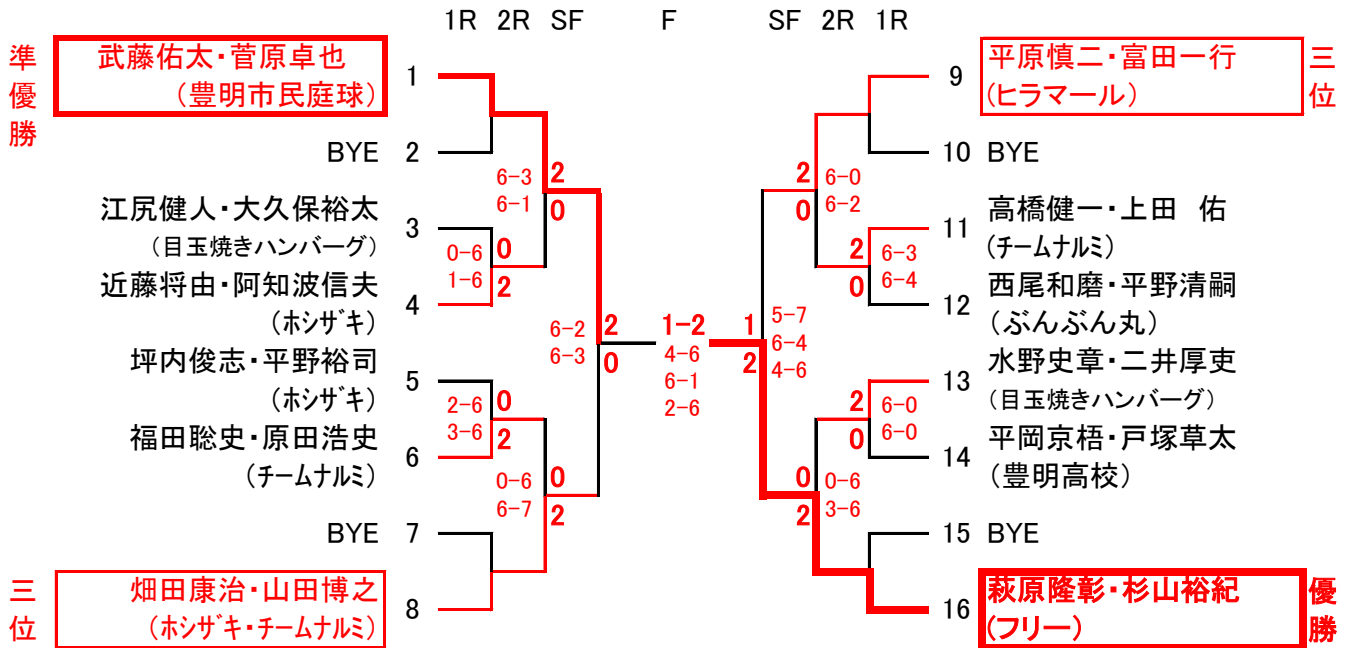 1R 2R SF F SF 2R 1R
準優勝
武藤佑太・菅原卓也
(豊明市民庭球)
1
BYE 2
6-3 2
6-1 0
江尻健人・大久保裕太
(目玉焼きハンバーグ)
3
0-6 0
1-6 2
近藤将由・阿知波信夫
(ホシザキ)
4
6-2 2
6-3 0
坪内俊志・平野裕司
(ホシザキ)
5
2-6 0
3-6 2
福田聡史・原田浩史
(チームナルミ)
6
0-6 0
6-7 2
BYE 7
三位
畑田康治・山田博之
(ホシザキ・チームナルミ)
8
1-2
4-6
6-1
2-6
9
平原慎二・富田一行
(ヒラマール)
三位
10 BYE
2 6-0
0 6-2
11
高橋健一・上田 佑
(チームナルミ)
2 6-3
0 6-4
12
西尾和磨・平野清嗣
(ぶんぶん丸)
1 5-7
2 6-4
4-6
13
水野史章・二井厚吏
(目玉焼きハンバーグ)
2 6-0
0 6-0
14
平岡京梧・戸塚草太
(豊明高校)
0 0-6
2 3-6
15 BYE
16
萩原隆彰・杉山裕紀
(フリー)
優勝